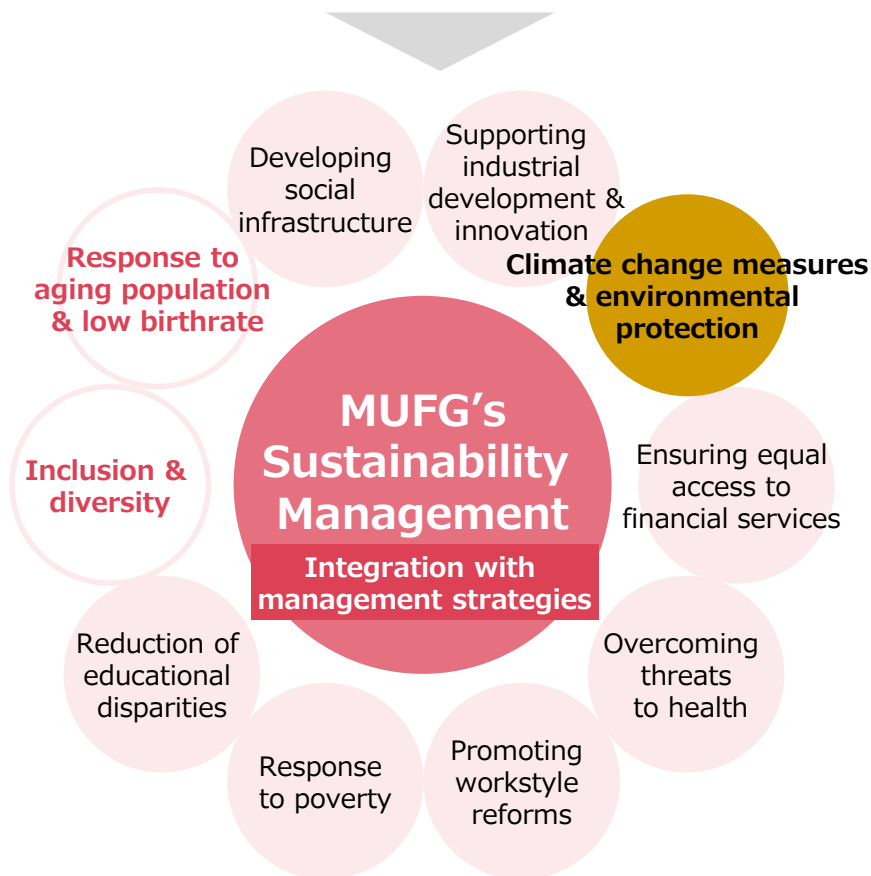 Developing
social
infrastructure
Supporting
industrial
development &
innovation
Climate change measures
& environmental
protection
Ensuring equal
access to
financial services
Overcoming
threats
to health
Promoting
workstyle
reforms
Response
to poverty
Reduction of
educational
disparities
Inclusion &
diversity
Response to
aging population
& low birthrate
MUFG’s
Sustainability
Management
Integration with
management strategies